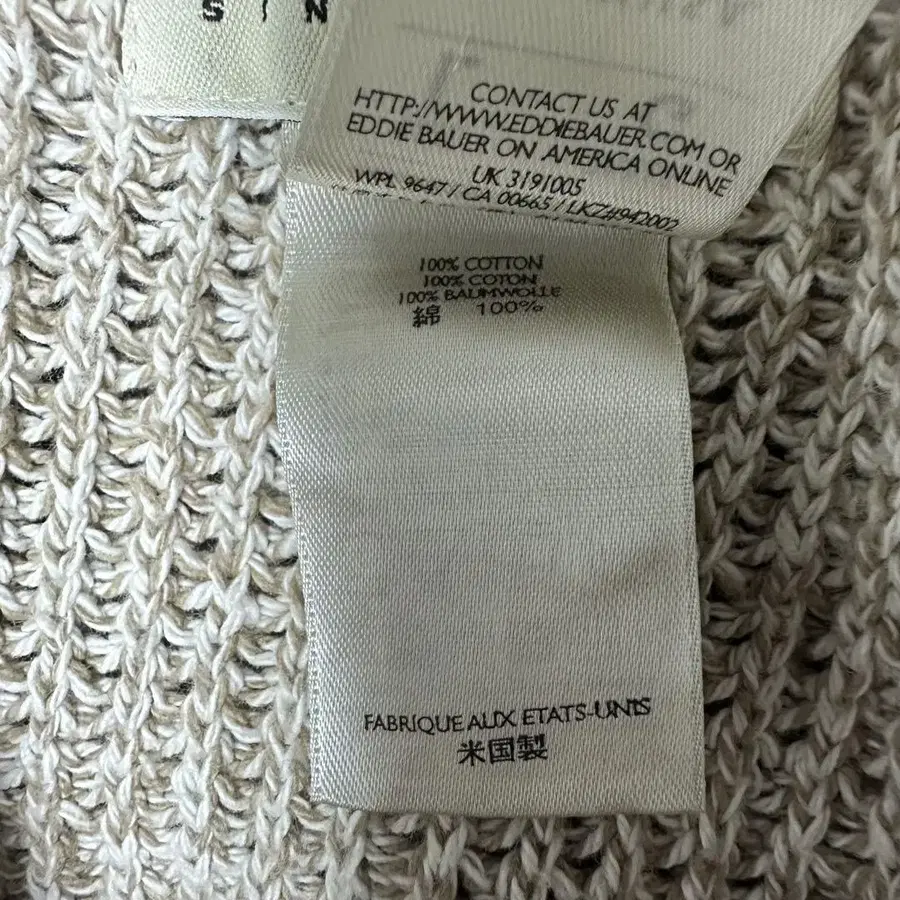 S I N
CONTACT US AT
HTTP://WWW.EDDIEBAUER.COM OR
EDDIE BAUER ON AMERICA ONLINE
UK 3191005
WPL 9647 / CA 00665 / LKZ#942002
100% COTTON
100% COTON
100% BAUMWOLLE
綿 100%
FABRIQUE AUX ETATS-UNIS
米国製